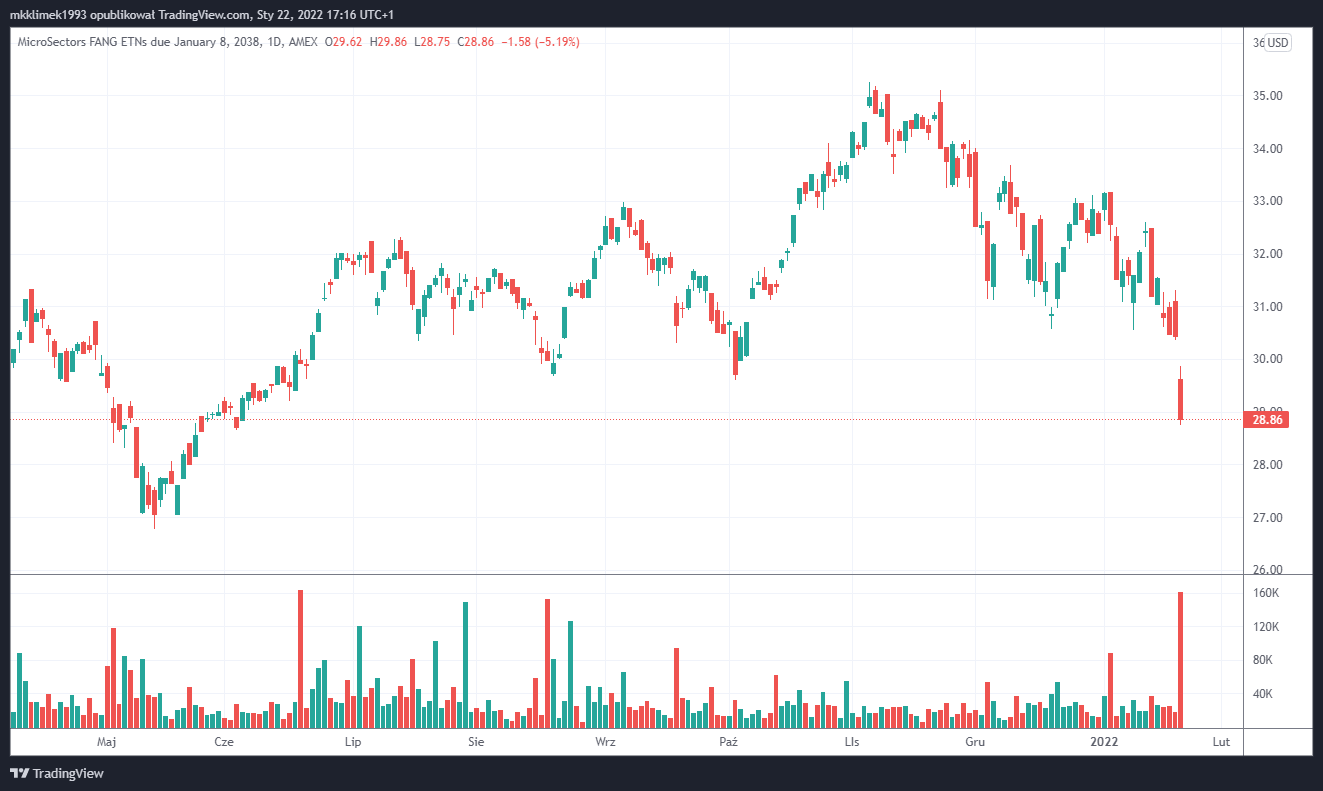 mkklimek1993 opublikował TradingView.com, Sty 22, 2022 17:16 UTC+1
MicroSectors FANG ETNs due January 8, 2038, 1D, AMEX O29.62 H29.86 L28.75 C28.86 −1.58 (−5.19%)
36 USD
35.00
34.00
33.00
32.00
31.00
30.00
29.00
28.86
28.00
27.00
26.00
160K
120K
80K
40K
Maj Cze Lip Sie Wrz Paź LIs Gru 2022 Lut
TradingView